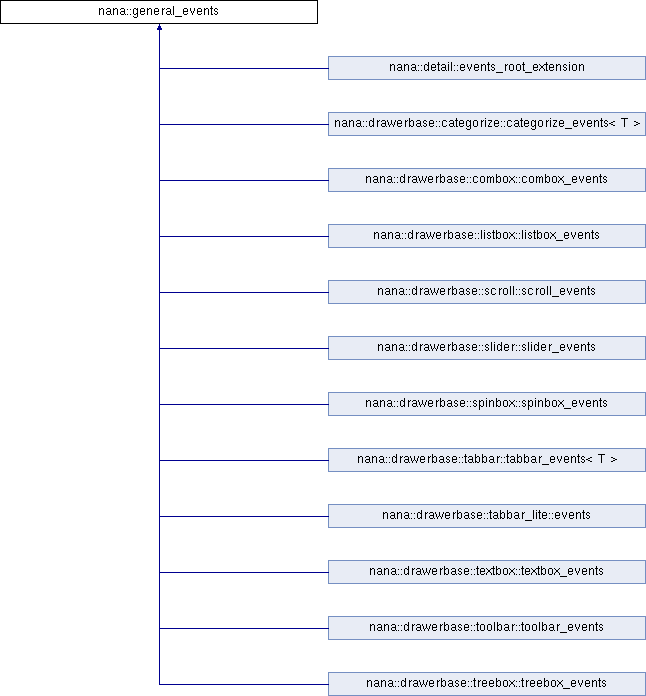 nana::general_events
nana::detail::events_root_extension
nana::drawerbase::categorize::categorize_events< T >
nana::drawerbase::combox::combox_events
nana::drawerbase::listbox::listbox_events
nana::drawerbase::scroll::scroll_events
nana::drawerbase::slider::slider_events
nana::drawerbase::spinbox::spinbox_events
nana::drawerbase::tabbar::tabbar_events< T >
nana::drawerbase::tabbar_lite::events
nana::drawerbase::textbox::textbox_events
nana::drawerbase::toolbar::toolbar_events
nana::drawerbase::treebox::treebox_events